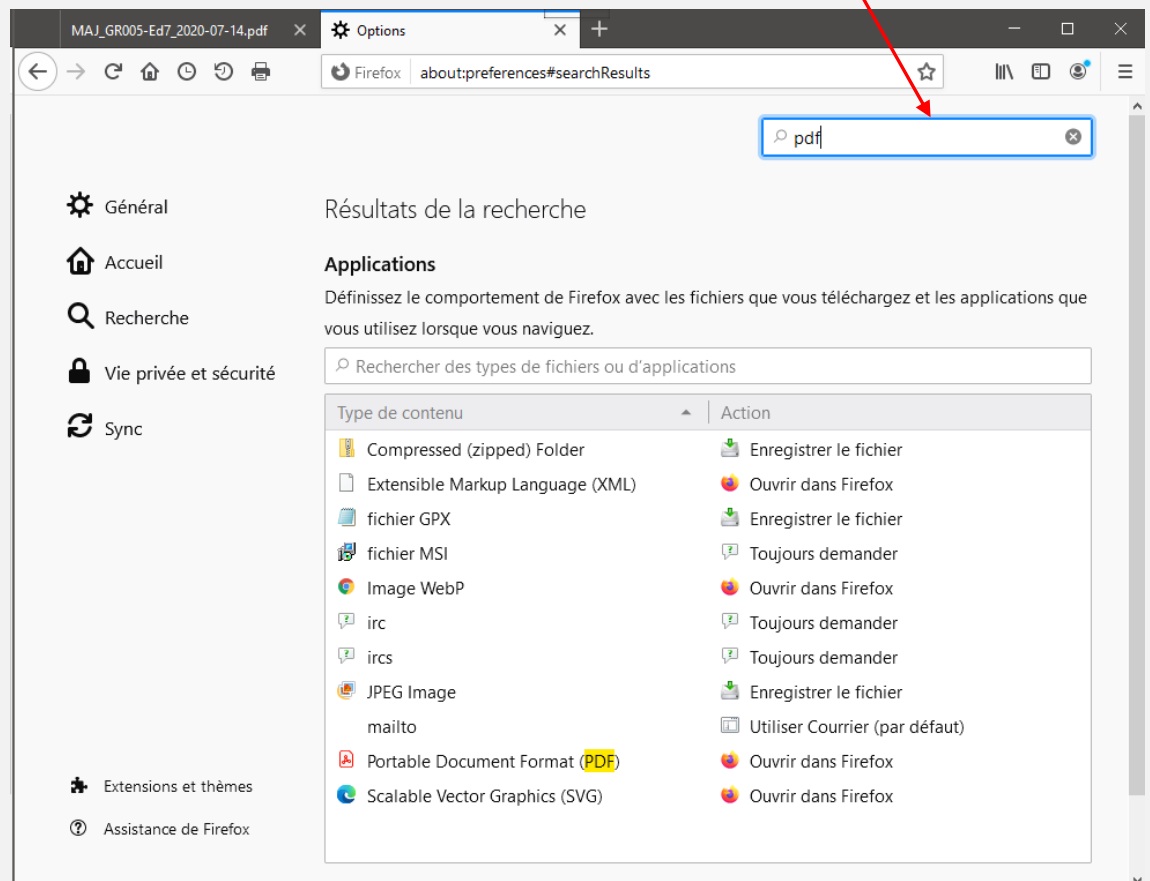 MAJ_GR005-Ed7_2020-07-14.pdf
Options
Firefox
about:preferences#searchResults
pdf
Général
Accueil
Recherche
Vie privée et sécurité
Sync
Extensions et thèmes
Assistance de Firefox
Résultats de la recherche
Applications
Définissez le comportement de Firefox avec les fichiers que vous téléchargez et les applications que
vous utilisez lorsque vous naviguez.
Rechercher des types de fichiers ou d'applications
Type de contenu Action
Compressed (zipped) Folder Enregistrer le fichier
Extensible Markup Language (XML) Ouvrir dans Firefox
fichier GPX Enregistrer le fichier
fichier MSI Toujours demander
Image WebP Ouvrir dans Firefox
irc Toujours demander
ircs Toujours demander
JPEG Image Enregistrer le fichier
mailto Utiliser Courrier (par défaut)
Portable Document Format (PDF) Ouvrir dans Firefox
Scalable Vector Graphics (SVG) Ouvrir dans Firefox